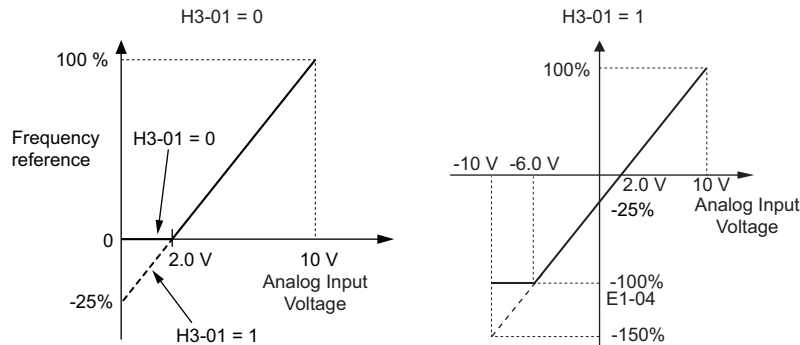 H3-01 = 0
100 %
Frequency
reference
H3-01 = 0
0
2.0 V
10 V
Analog Input
Voltage
-25%
H3-01 = 1
H3-01 = 1
100%
-10 V
-6.0 V
2.0 V
10 V
Analog Input
Voltage
-25%
-100%
E1-04
-150%